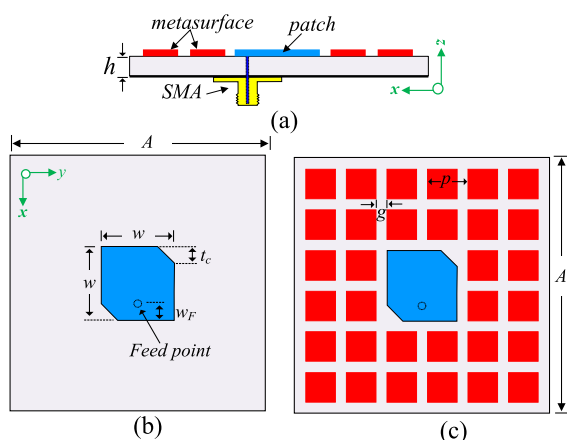 metasurface
patch
h
SMA
z
x
(a)
A
y
x
w
w
t_c
w_F
Feed point
(b)
p
g
A
(c)